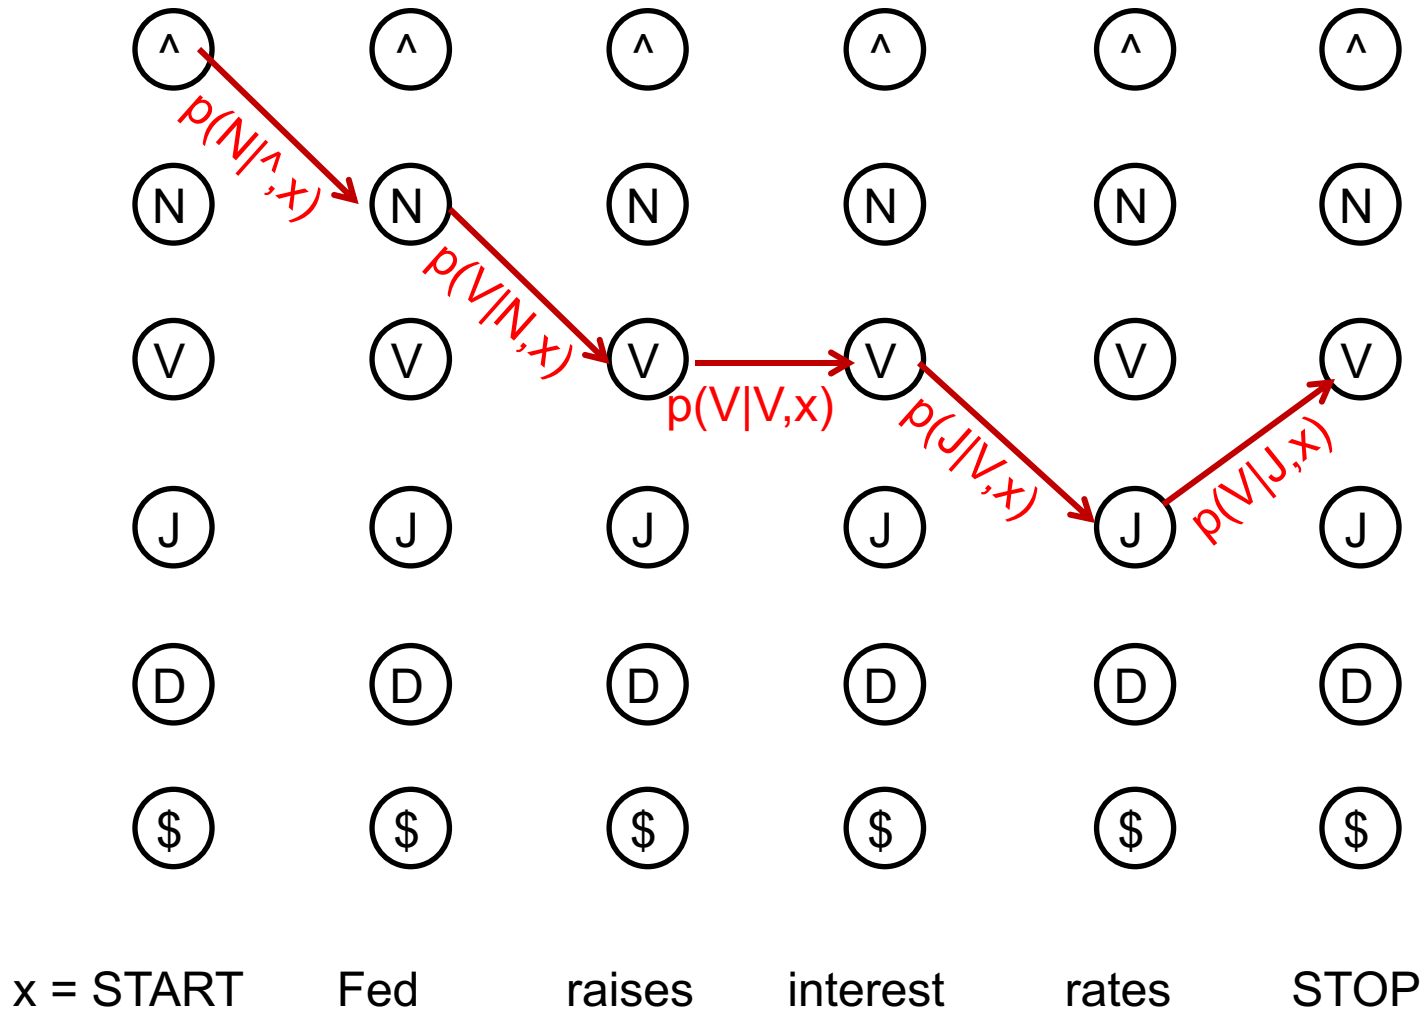 ^ ^ ^ ^ ^ ^
p(N|^,x)
N N N N N N
p(V|N,x)
V V V V V V
p(V|V,x)
p(J|V,x)
p(V|J,x)
J J J J J J
D D D D D D
$ $ $ $ $ $
x = START Fed raises interest rates STOP